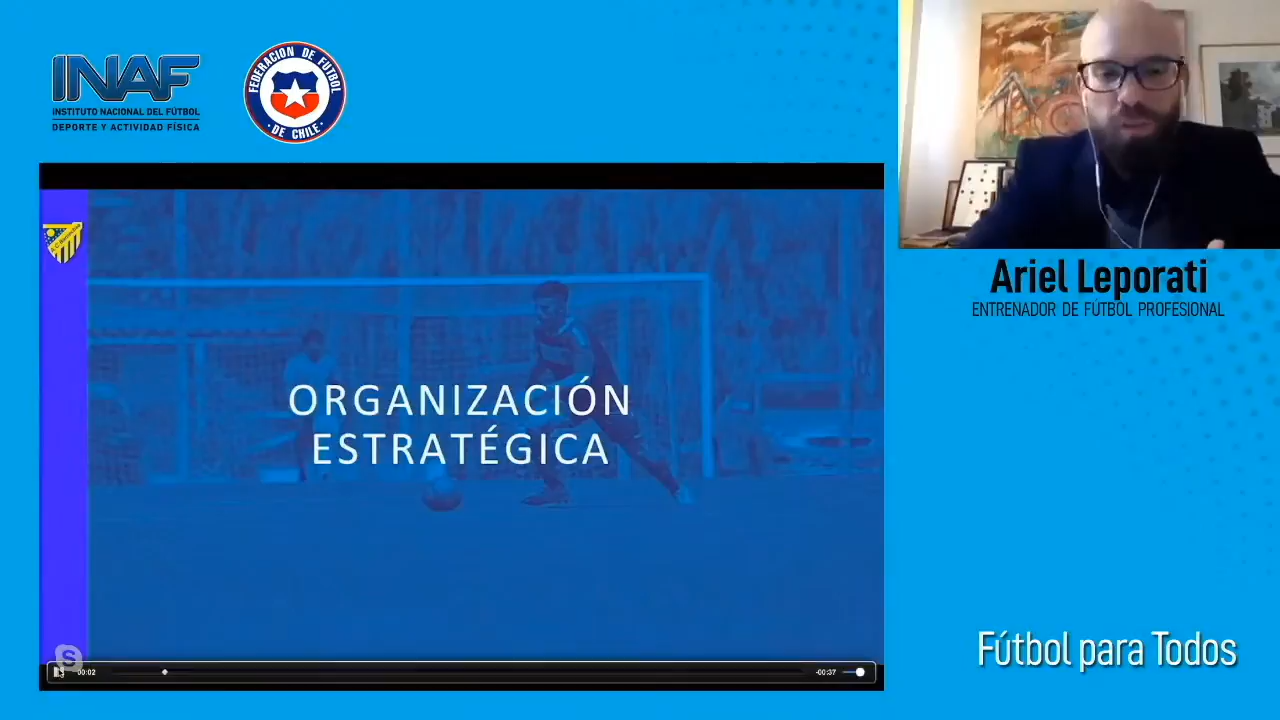 INAF
INSTITUTO NACIONAL DEL FÚTBOL
DEPORTE Y ACTIVIDAD FÍSICA
FEDERACION DE FUTBOL
DE CHILE
ORGANIZACIÓN
ESTRATÉGICA
00:02
-00:37
Ariel Leporati
ENTRENADOR DE FÚTBOL PROFESIONAL
Fútbol para Todos